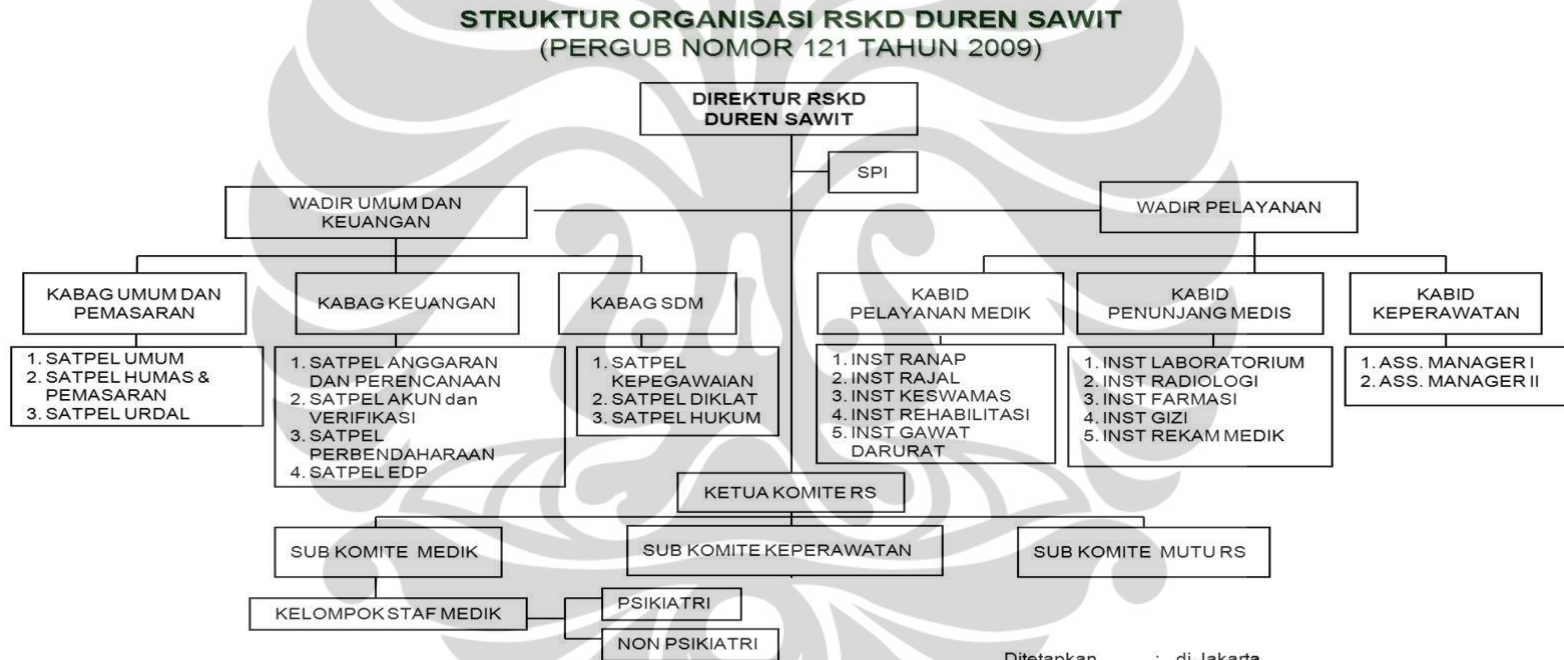 STRUKTUR ORGANISASI RSKD DUREN SAWIT
(PERGUB NOMOR 121 TAHUN 2009)
DIREKTUR RSKD
DUREN SAWIT
SPI
WADIR UMUM DAN
KEUANGAN
WADIR PELAYANAN
KABAG UMUM DAN
PEMASARAN
KABAG KEUANGAN
KABAG SDM
KABID
PELAYANAN MEDIK
KABID
PENUNJANG MEDIS
KABID
KEPERAWATAN
1. SATPEL UMUM
2. SATPEL HUMAS &
PEMASARAN
3. SATPEL URDAL
1. SATPEL ANGGARAN
DAN PERENCANAAN
2. SATPEL AKUN dan
VERIFIKASI
3. SATPEL
PERBENDAHARAAN
4. SATPEL EDP
1. SATPEL
KEPEGAWAIAN
2. SATPEL DIKLAT
3. SATPEL HUKUM
1. INST RANAP
2. INST RAJAL
3. INST KESWAMAS
4. INST REHABILITASI
5. INST GAWAT
DARURAT
1. INST LABORATORIUM
2. INST RADIOLOGI
3. INST FARMASI
4. INST GIZI
5. INST REKAM MEDIK
1. ASS. MANAGER I
2. ASS. MANAGER II
KETUA KOMITE RS
SUB KOMITE MEDIK
SUB KOMITE KEPERAWATAN
SUB KOMITE MUTU RS
KELOMPOK STAF MEDIK
PSIKIATRI
NON PSIKIATRI
Ditetapkan : di Jakarta